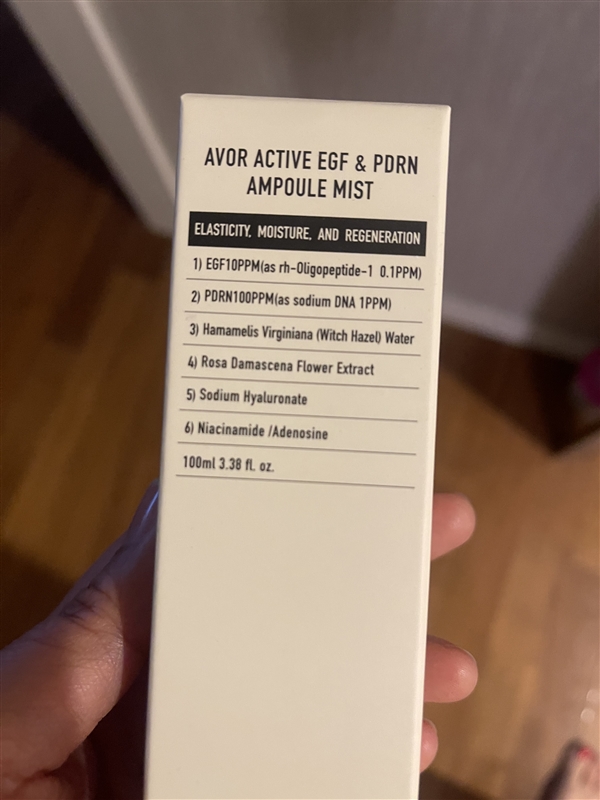 AVOR ACTIVE EGF & PDRN
AMPOULE MIST
ELASTICITY, MOISTURE, AND REGENERATION
1) EGF10PPM(as rh-Oligopeptide-1 0.1PPM)
2) PDRN100PPM(as sodium DNA 1PPM)
3) Hamamelis Virginiana (Witch Hazel) Water
4) Rosa Damascena Flower Extract
5) Sodium Hyaluronate
6) Niacinamide /Adenosine
100ml 3.38 fl. oz.